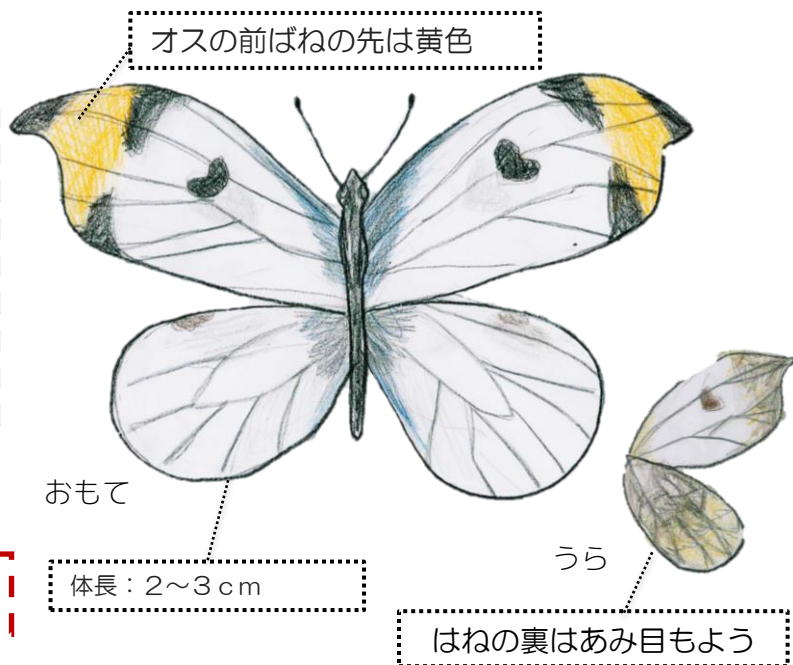 オスの前ばねの先は黄色
おもて
体長：２～３ｃｍ
うら
はねの裏はあみ目もよう